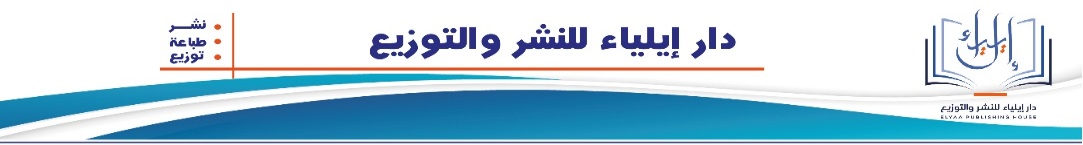 دار إيلياء للنشر والتوزيع
نشر
طباعة
توزيع
إيلياء
دار إيلياء للنشر والتوزيع
ELYAA PUBLISHING HOUSE